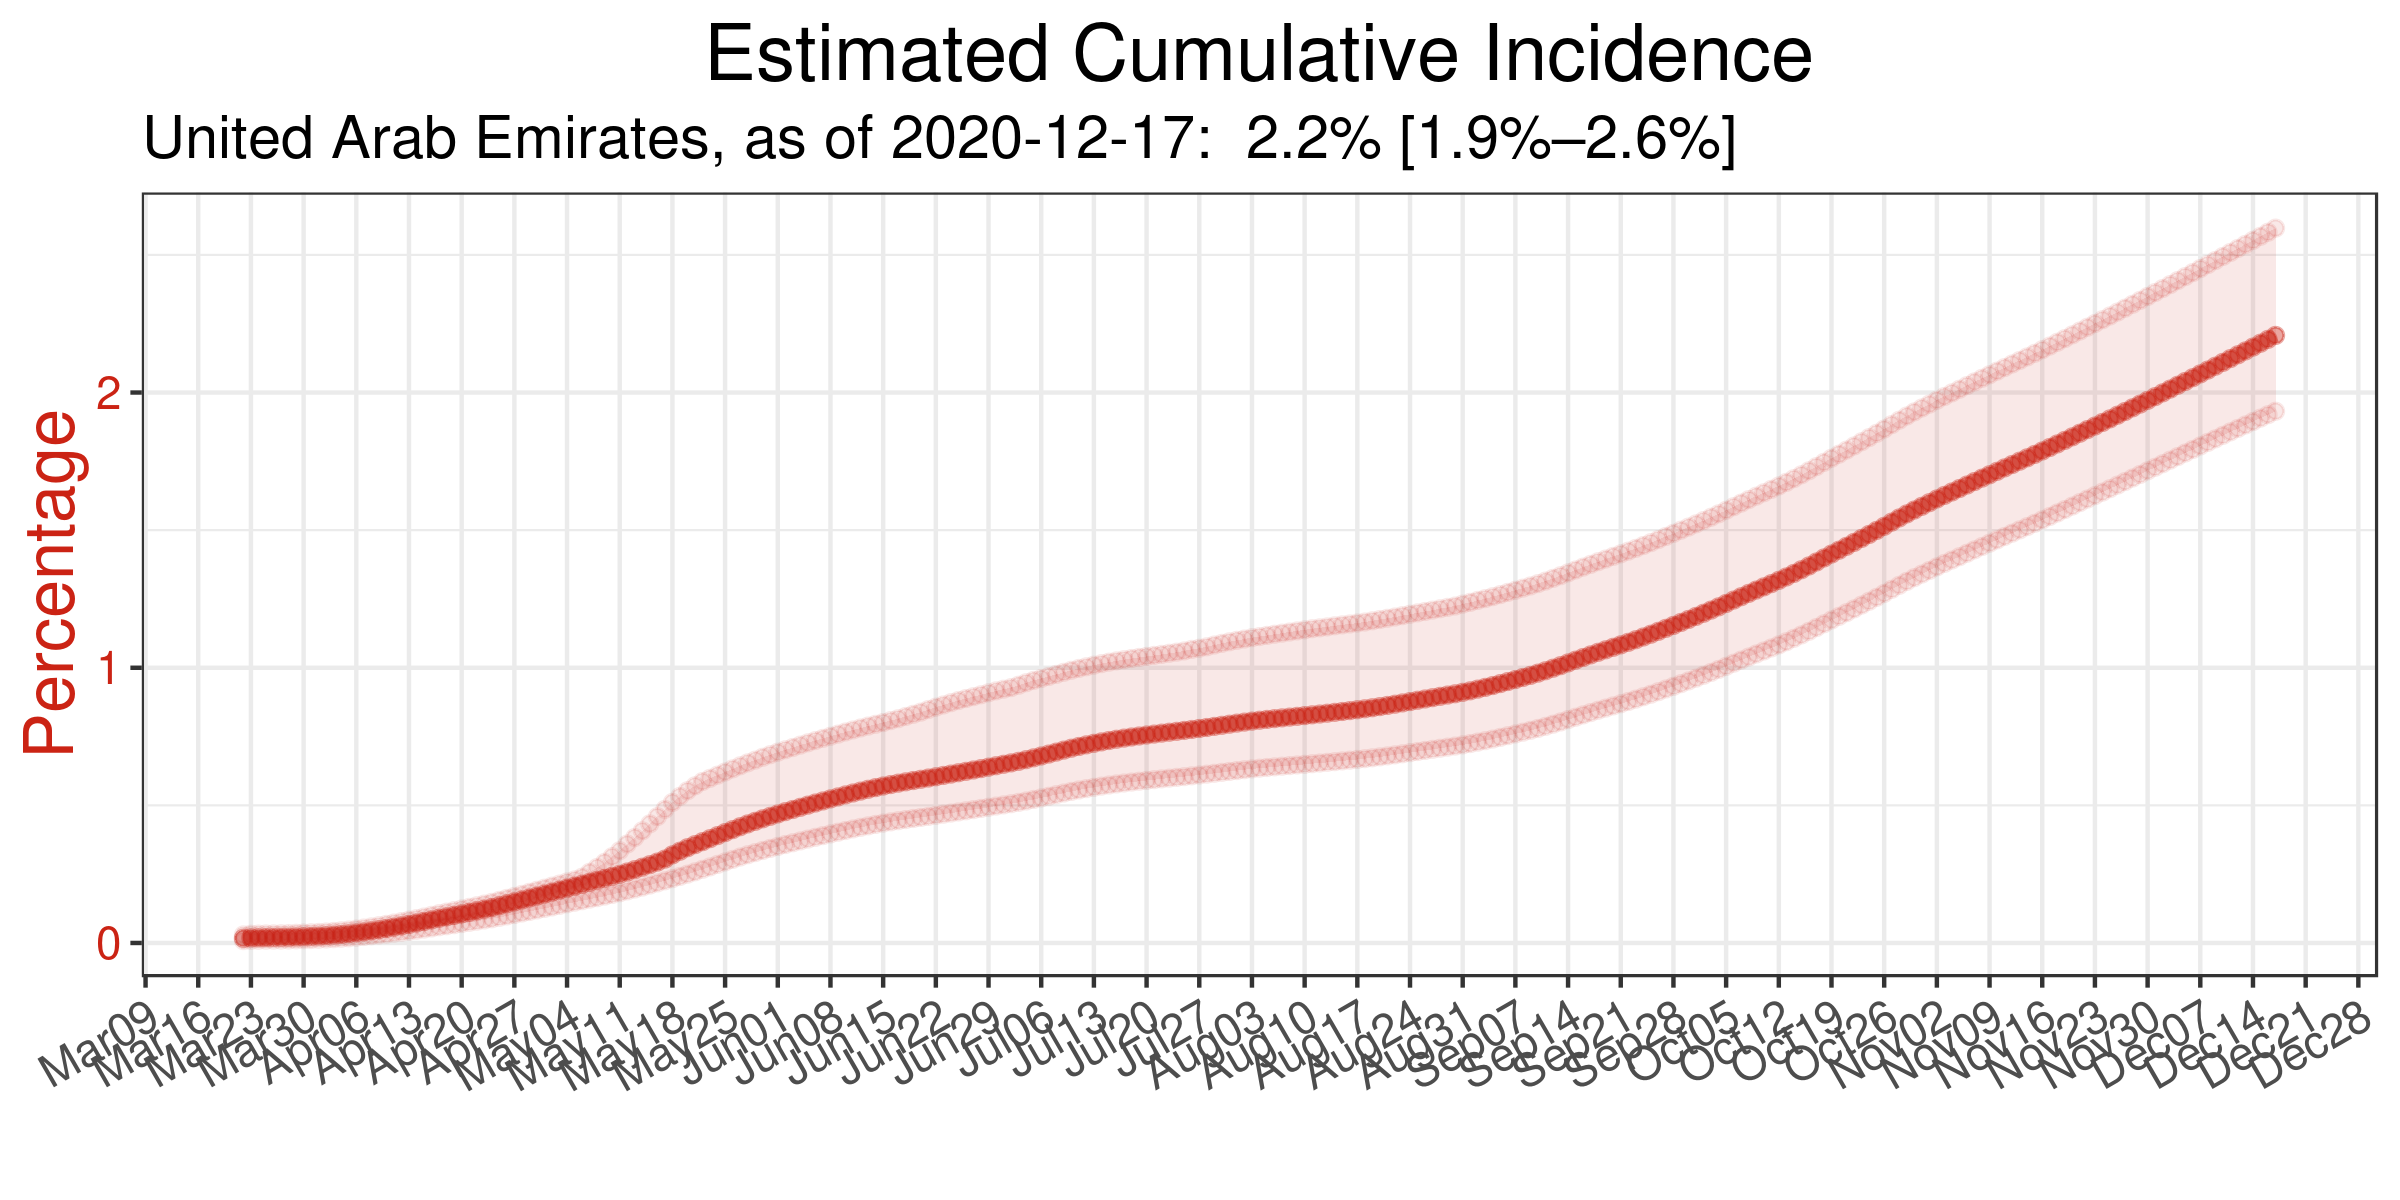 Estimated Cumulative Incidence
United Arab Emirates, as of 2020-12-17:  2.2% [1.9%–2.6%]
Percentage
2
1
0
Mar09
Mar16
Mar23
Mar30
Apr06
Apr13
Apr20
Apr27
May04
May11
May18
May25
Jun01
Jun08
Jun15
Jun22
Jun29
Jul06
Jul13
Jul20
Jul27
Aug03
Aug10
Aug17
Aug24
Aug31
Sep07
Sep14
Sep21
Sep28
Oct05
Oct12
Oct19
Oct26
Nov02
Nov09
Nov16
Nov23
Nov30
Dec07
Dec14
Dec21
Dec28